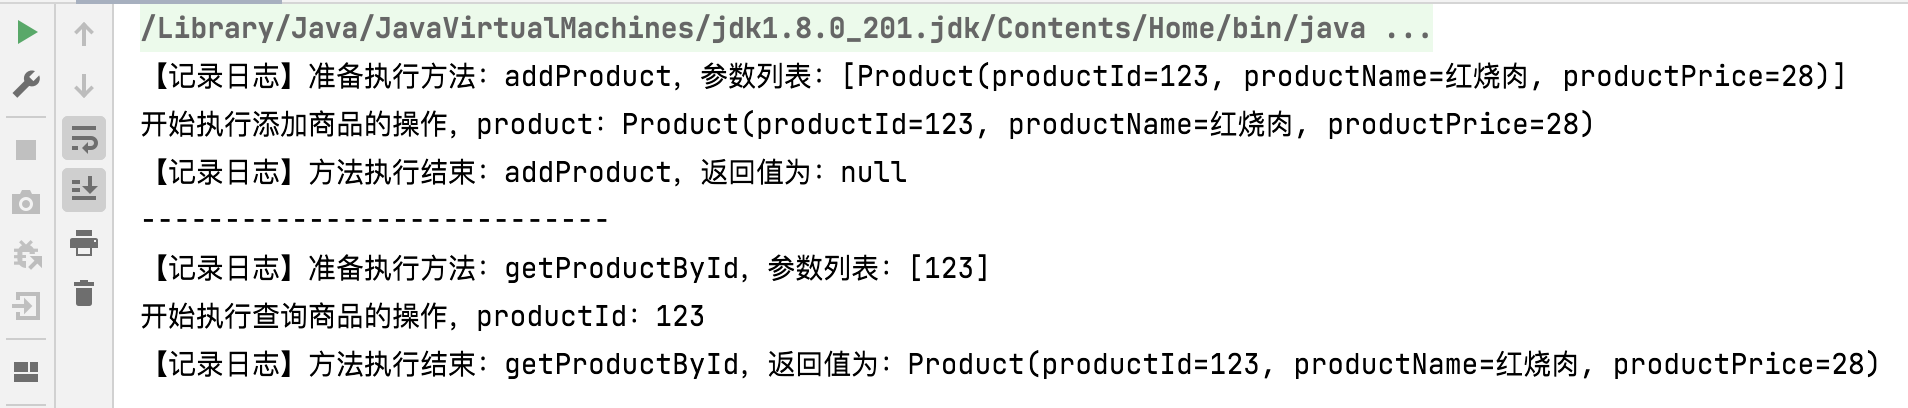 /Library/Java/JavaVirtualMachines/jdk1.8.0_201.jdk/Contents/Home/bin/java ...
【记录日志】准备执行方法：addProduct，参数列表：[Product(productId=123, productName=红烧肉, productPrice=28)]
开始执行添加商品的操作，product：Product(productId=123, productName=红烧肉, productPrice=28)
【记录日志】方法执行结束：addProduct，返回值为：null
----------------------------
【记录日志】准备执行方法：getProductById，参数列表：[123]
开始执行查询商品的操作，productId：123
【记录日志】方法执行结束：getProductById，返回值为：Product(productId=123, productName=红烧肉, productPrice=28)